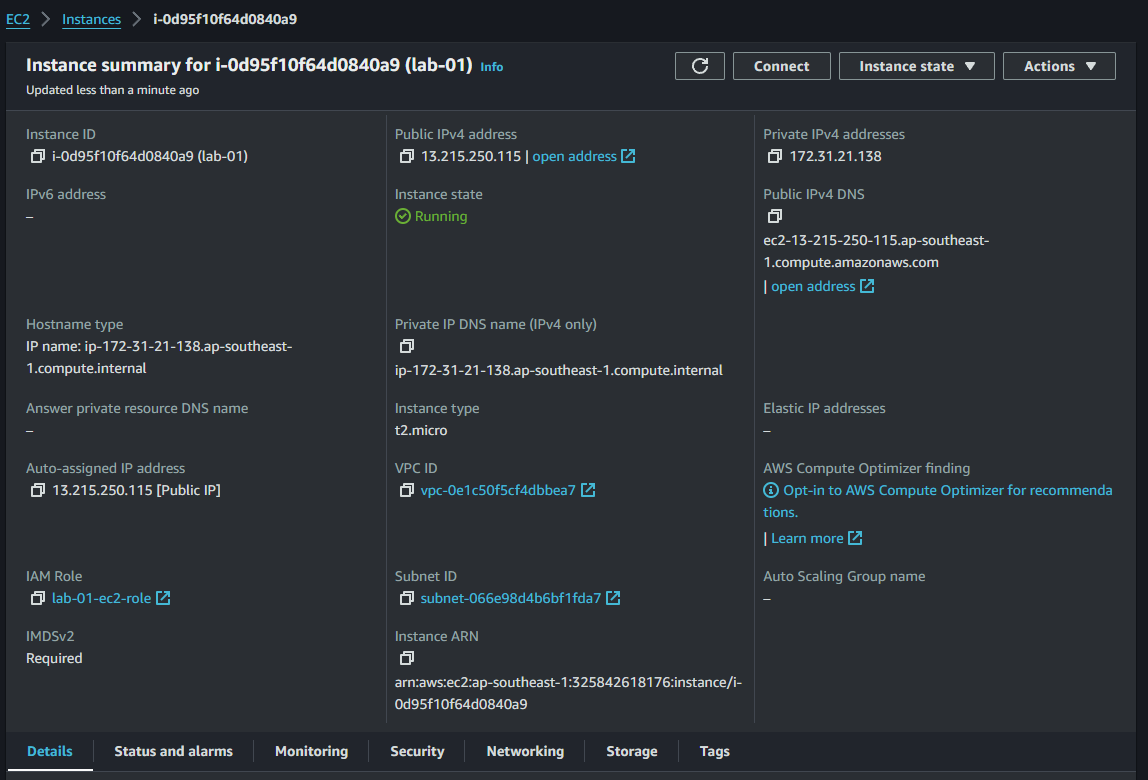 EC2 > Instances > i-0d95f10f64d0840a9
Instance summary for i-0d95f10f64d0840a9 (lab-01) Info
Updated less than a minute ago
Connect
Instance state
Actions
Instance ID
i-0d95f10f64d0840a9 (lab-01)
Public IPv4 address
13.215.250.115 | open address
Private IPv4 addresses
172.31.21.138
IPv6 address
–
Instance state
Running
Public IPv4 DNS
ec2-13-215-250-115.ap-southeast-
1.compute.amazonaws.com
| open address
Hostname type
IP name: ip-172-31-21-138.ap-southeast-
1.compute.internal
Private IP DNS name (IPv4 only)
ip-172-31-21-138.ap-southeast-1.compute.internal
Answer private resource DNS name
–
Instance type
t2.micro
Elastic IP addresses
–
Auto-assigned IP address
13.215.250.115 [Public IP]
VPC ID
vpc-0e1c50f5cf4dbbea7
AWS Compute Optimizer finding
Opt-in to AWS Compute Optimizer for recommenda
tions.
| Learn more
IAM Role
lab-01-ec2-role
Subnet ID
subnet-066e98d4b6bf1fda7
Auto Scaling Group name
–
IMDSv2
Required
Instance ARN
arn:aws:ec2:ap-southeast-1:325842618176:instance/i-
0d95f10f64d0840a9
Details
Status and alarms
Monitoring
Security
Networking
Storage
Tags